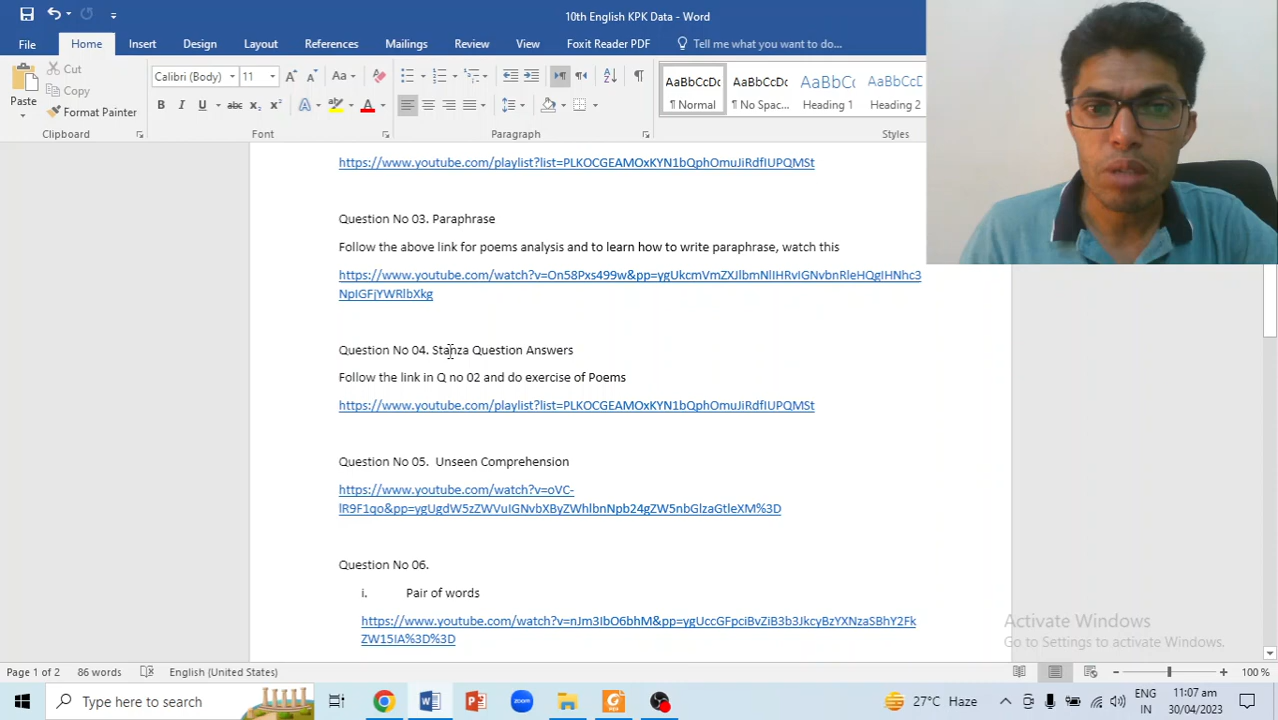 10th English KPK Data - Word
File Home Insert Design Layout References Mailings Review View Foxit Reader PDF Tell me what you want to do...
Paste Cut Copy Format Painter
Calibri (Body) 11
AaBbCcDc AaBbCcDc AaBbCc AaBbCcD
¶ Normal ¶ No Spac... Heading 1 Heading 2
Clipboard Font Paragraph Styles
https://www.youtube.com/playlist?list=PLKOCGEAMOxKYN1bQphOmuJiRdfIUPQMSt
Question No 03. Paraphrase
Follow the above link for poems analysis and to learn how to write paraphrase, watch this
https://www.youtube.com/watch?v=On58Pxs499w&pp=ygUkcmVmZXJlbmNlIHRvIGNvbnRleHQgIHNhc3
NpIGFjYWRlbXkg
Question No 04. Stanza Question Answers
Follow the link in Q no 02 and do exercise of Poems
https://www.youtube.com/playlist?list=PLKOCGEAMOxKYN1bQphOmuJiRdfIUPQMSt
Question No 05. Unseen Comprehension
https://www.youtube.com/watch?v=oVC-
lR9F1qo&pp=ygUgdW5zZWVuIGNvbXByZWhlbnNpb24gZW5nbGlzaGtleXM%3D
Question No 06.
i. Pair of words
https://www.youtube.com/watch?v=nJm3IbO6bhM&pp=ygUccGFpciBvZiB3b3JkcyBzYXNzaSBhY2Fk
ZW15IA%3D%3D
Activate Windows
Go to Settings to activate Windows.
Page 1 of 2 86 words English (United States) 100 %
Type here to search 27°C Haze ENG 11:07 am
IN 30/04/2023